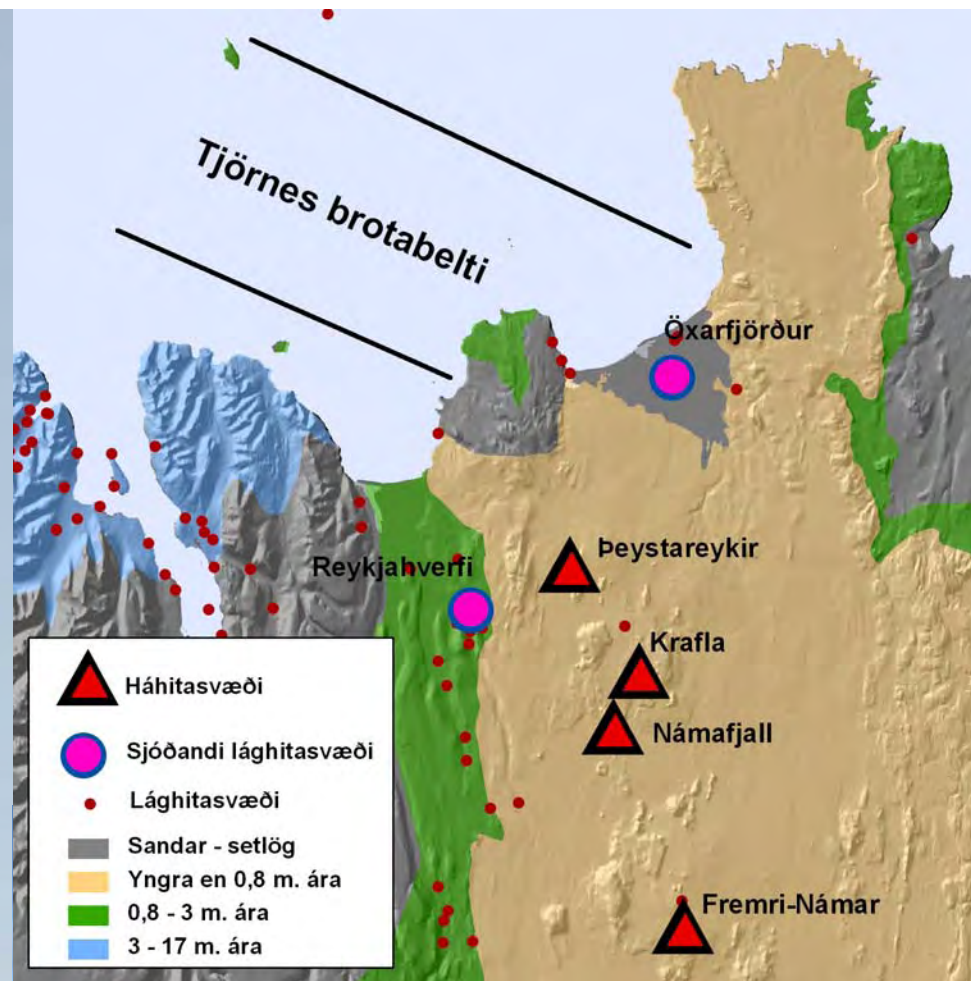 Tjörnes brotabelti
Öxarfjörður
Þeystareykir
Reykjahverfi
Krafla
Námafjall
Fremri-Námar
Háhitasvæði
Sjóðandi lághitasvæði
Lághitasvæði
Sandar - setlög
Yngra en 0,8 m. ára
0,8 - 3 m. ára
3 - 17 m. ára